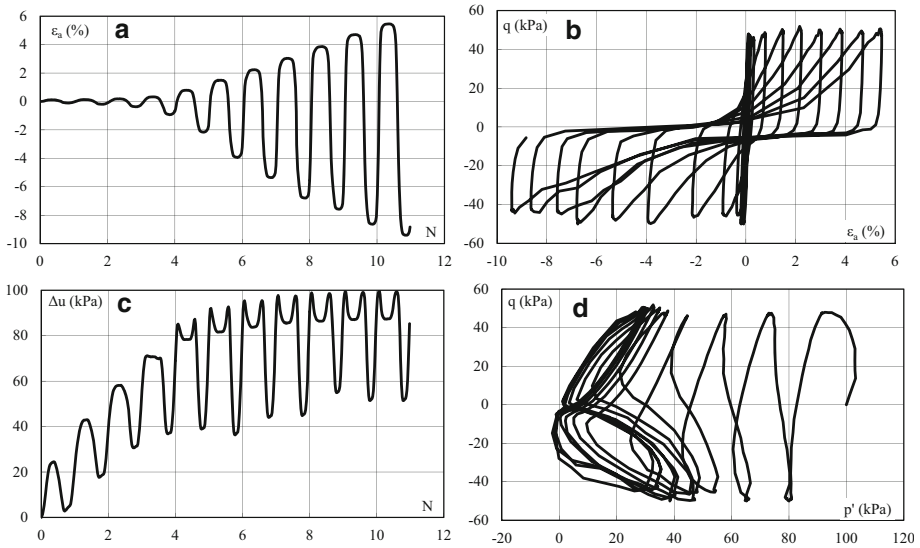 6
4
2
0
-2
-4
-6
-8
-10
εa (%)
a
N
0 2 4 6 8 10 12
60
40
20
0
-20
-40
-60
q (kPa)
b
εa (%)
-10 -8 -6 -4 -2 0 2 4 6
100
80
60
40
20
0
Δu (kPa)
c
N
0 2 4 6 8 10 12
60
40
20
0
-20
-40
-60
q (kPa)
d
p' (kPa)
-20 0 20 40 60 80 100 120